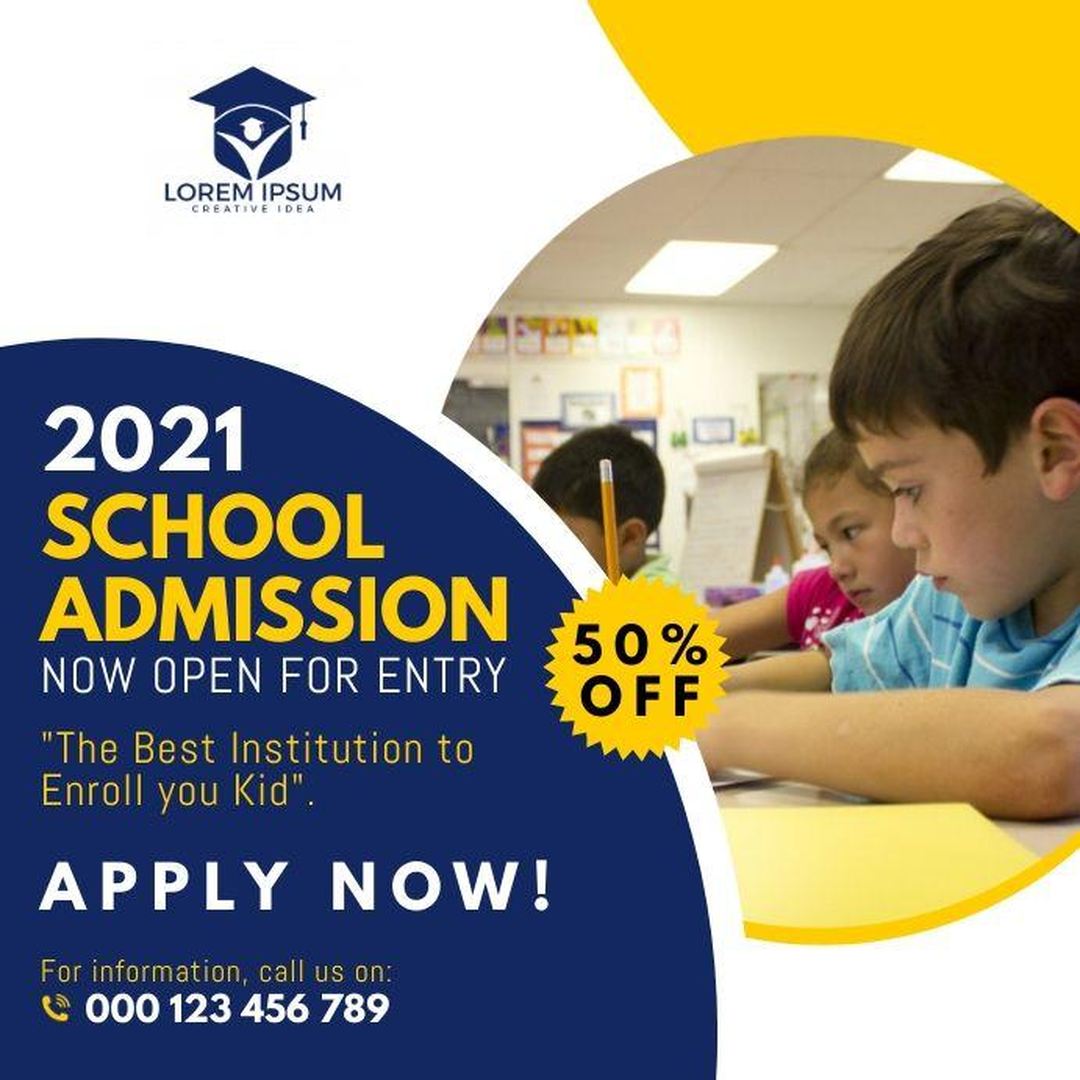 LOREM IPSUM
CREATIVE IDEA
2021
SCHOOL
ADMISSION
NOW OPEN FOR ENTRY
"The Best Institution to
Enroll you Kid".
50%
OFF
APPLY NOW!
For information, call us on:
000 123 456 789